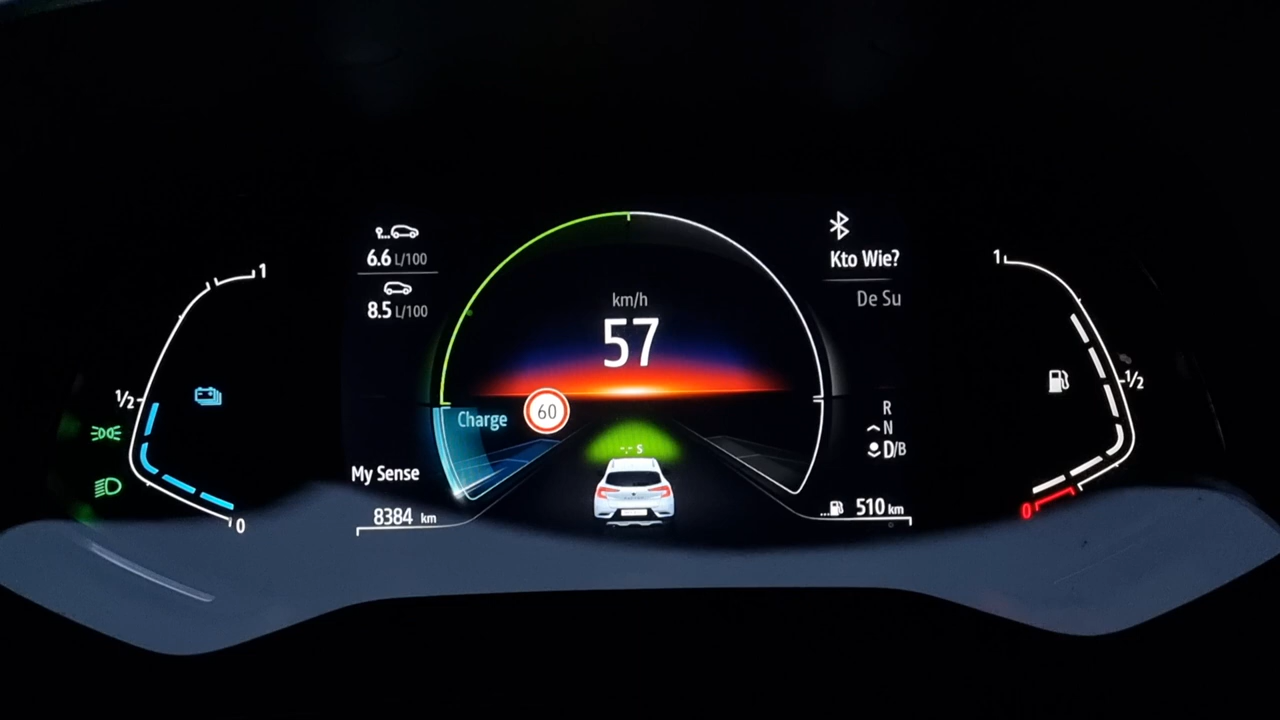 1
1/2
0
6.6 L/100
8.5 L/100
My Sense
8384 km
km/h
57
Charge
60
-.- s
Kto Wie?
De Su
R
N
D/B
510 km
1
1/2
0